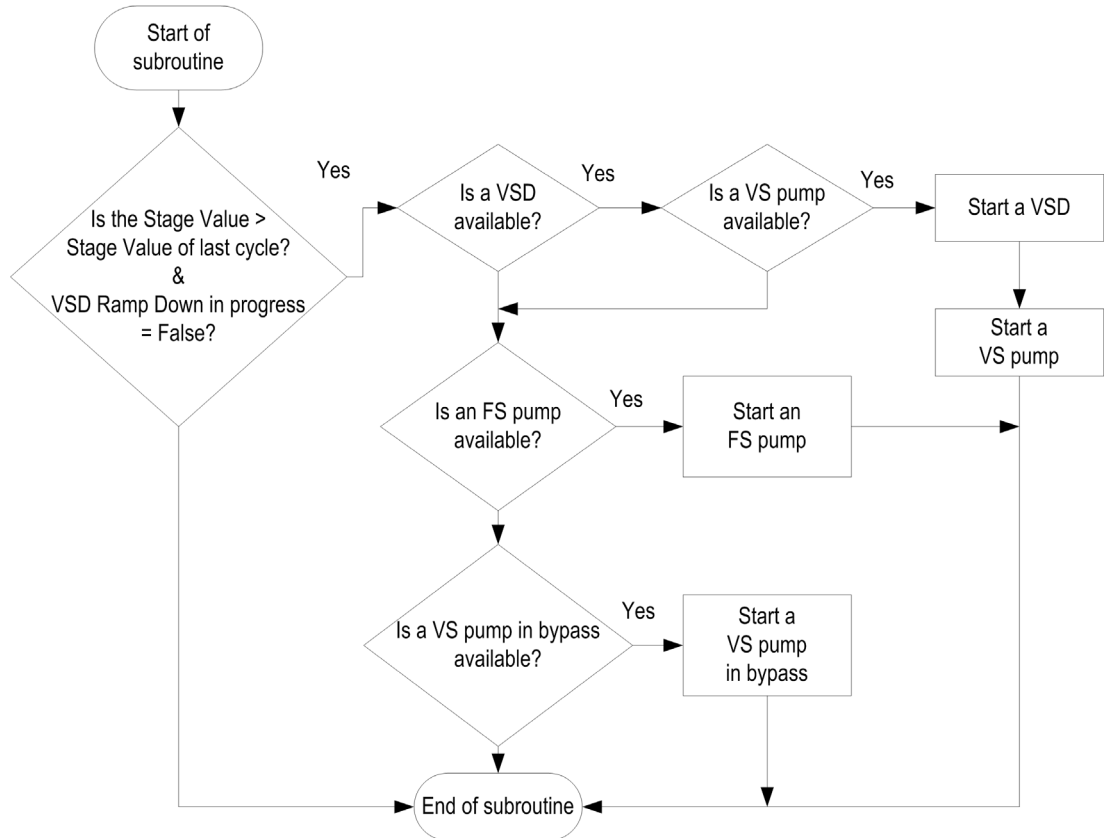 Start of
subroutine
Is the Stage Value >
Stage Value of last cycle?
&
VSD Ramp Down in progress
= False?
Yes
Is a VSD
available?
Yes
Is a VS pump
available?
Yes
Start a VSD
Start a
VS pump
Is an FS pump
available?
Yes
Start an
FS pump
Is a VS pump in bypass
available?
Yes
Start a
VS pump
in bypass
End of subroutine